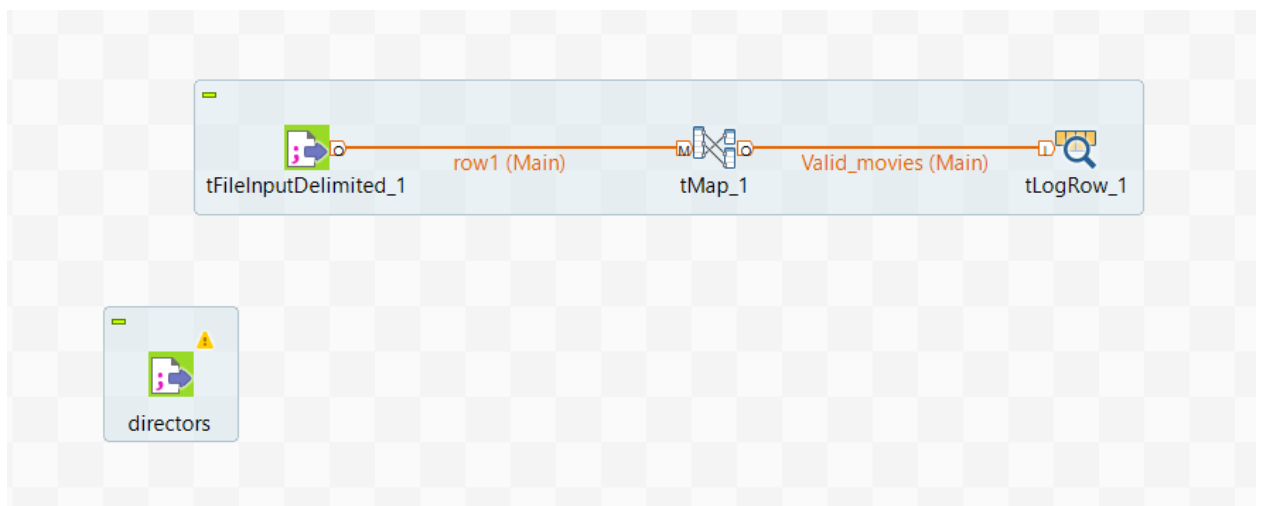 row1 (Main)
Valid_movies (Main)
tFileInputDelimited_1
tMap_1
tLogRow_1
directors